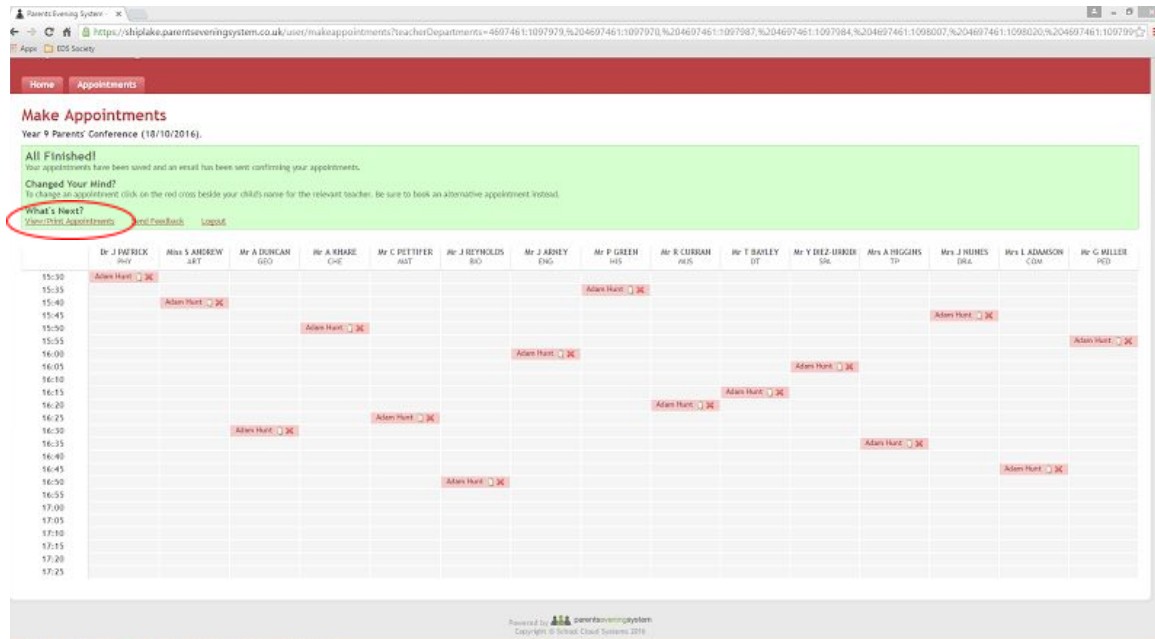 Parents Evening System -
https://shiplake.parentseveningsystem.co.uk/user/makeappointments?teacherDepartments=4697461:1097979,%204697461:1097970,%204697461:1097987,%204697461:1097984,%204697461:1098007,%204697461:1098020,%204697461:109799
Apps EDS Society
Home Appointments
Make Appointments
Year 9 Parents' Conference (18/10/2016).
All Finished!
Your appointments have been saved and an email has been sent confirming your appointments.
Changed Your Mind?
To change an appointment click on the red cross beside your child's name for the relevant teacher. Be sure to book an alternative appointment instead.
What's Next?
View/Print Appointments Send Feedback Logout
Dr J PATRICK Miss S ANDREW Mr A DUNCAN Mr A KHARE Mr C PETTIFER Mr J REYNOLDS Mr J ARNEY Mr P GREEN Mr R CURRAN Mr T BAYLEY Mr Y DIEZ-URKIDI Mrs A HIGGINS Mrs J NUNES Mrs L ADAMSON Mr G MILLER
PHY ART GEO CHE MAT BIO ENG HIS MUS DT SPA TP DRA COM PED
15:30 Adam Hunt
15:35 Adam Hunt
15:40 Adam Hunt
15:45 Adam Hunt
15:50 Adam Hunt
15:55 Adam Hunt
16:00 Adam Hunt
16:05 Adam Hunt
16:10
16:15 Adam Hunt
16:20 Adam Hunt
16:25 Adam Hunt
16:30 Adam Hunt
16:35 Adam Hunt
16:40
16:45 Adam Hunt
16:50 Adam Hunt
16:55
17:00
17:05
17:10
17:15
17:20
17:25
Powered by parentseveningsystem
Copyright © School Cloud Systems 2016